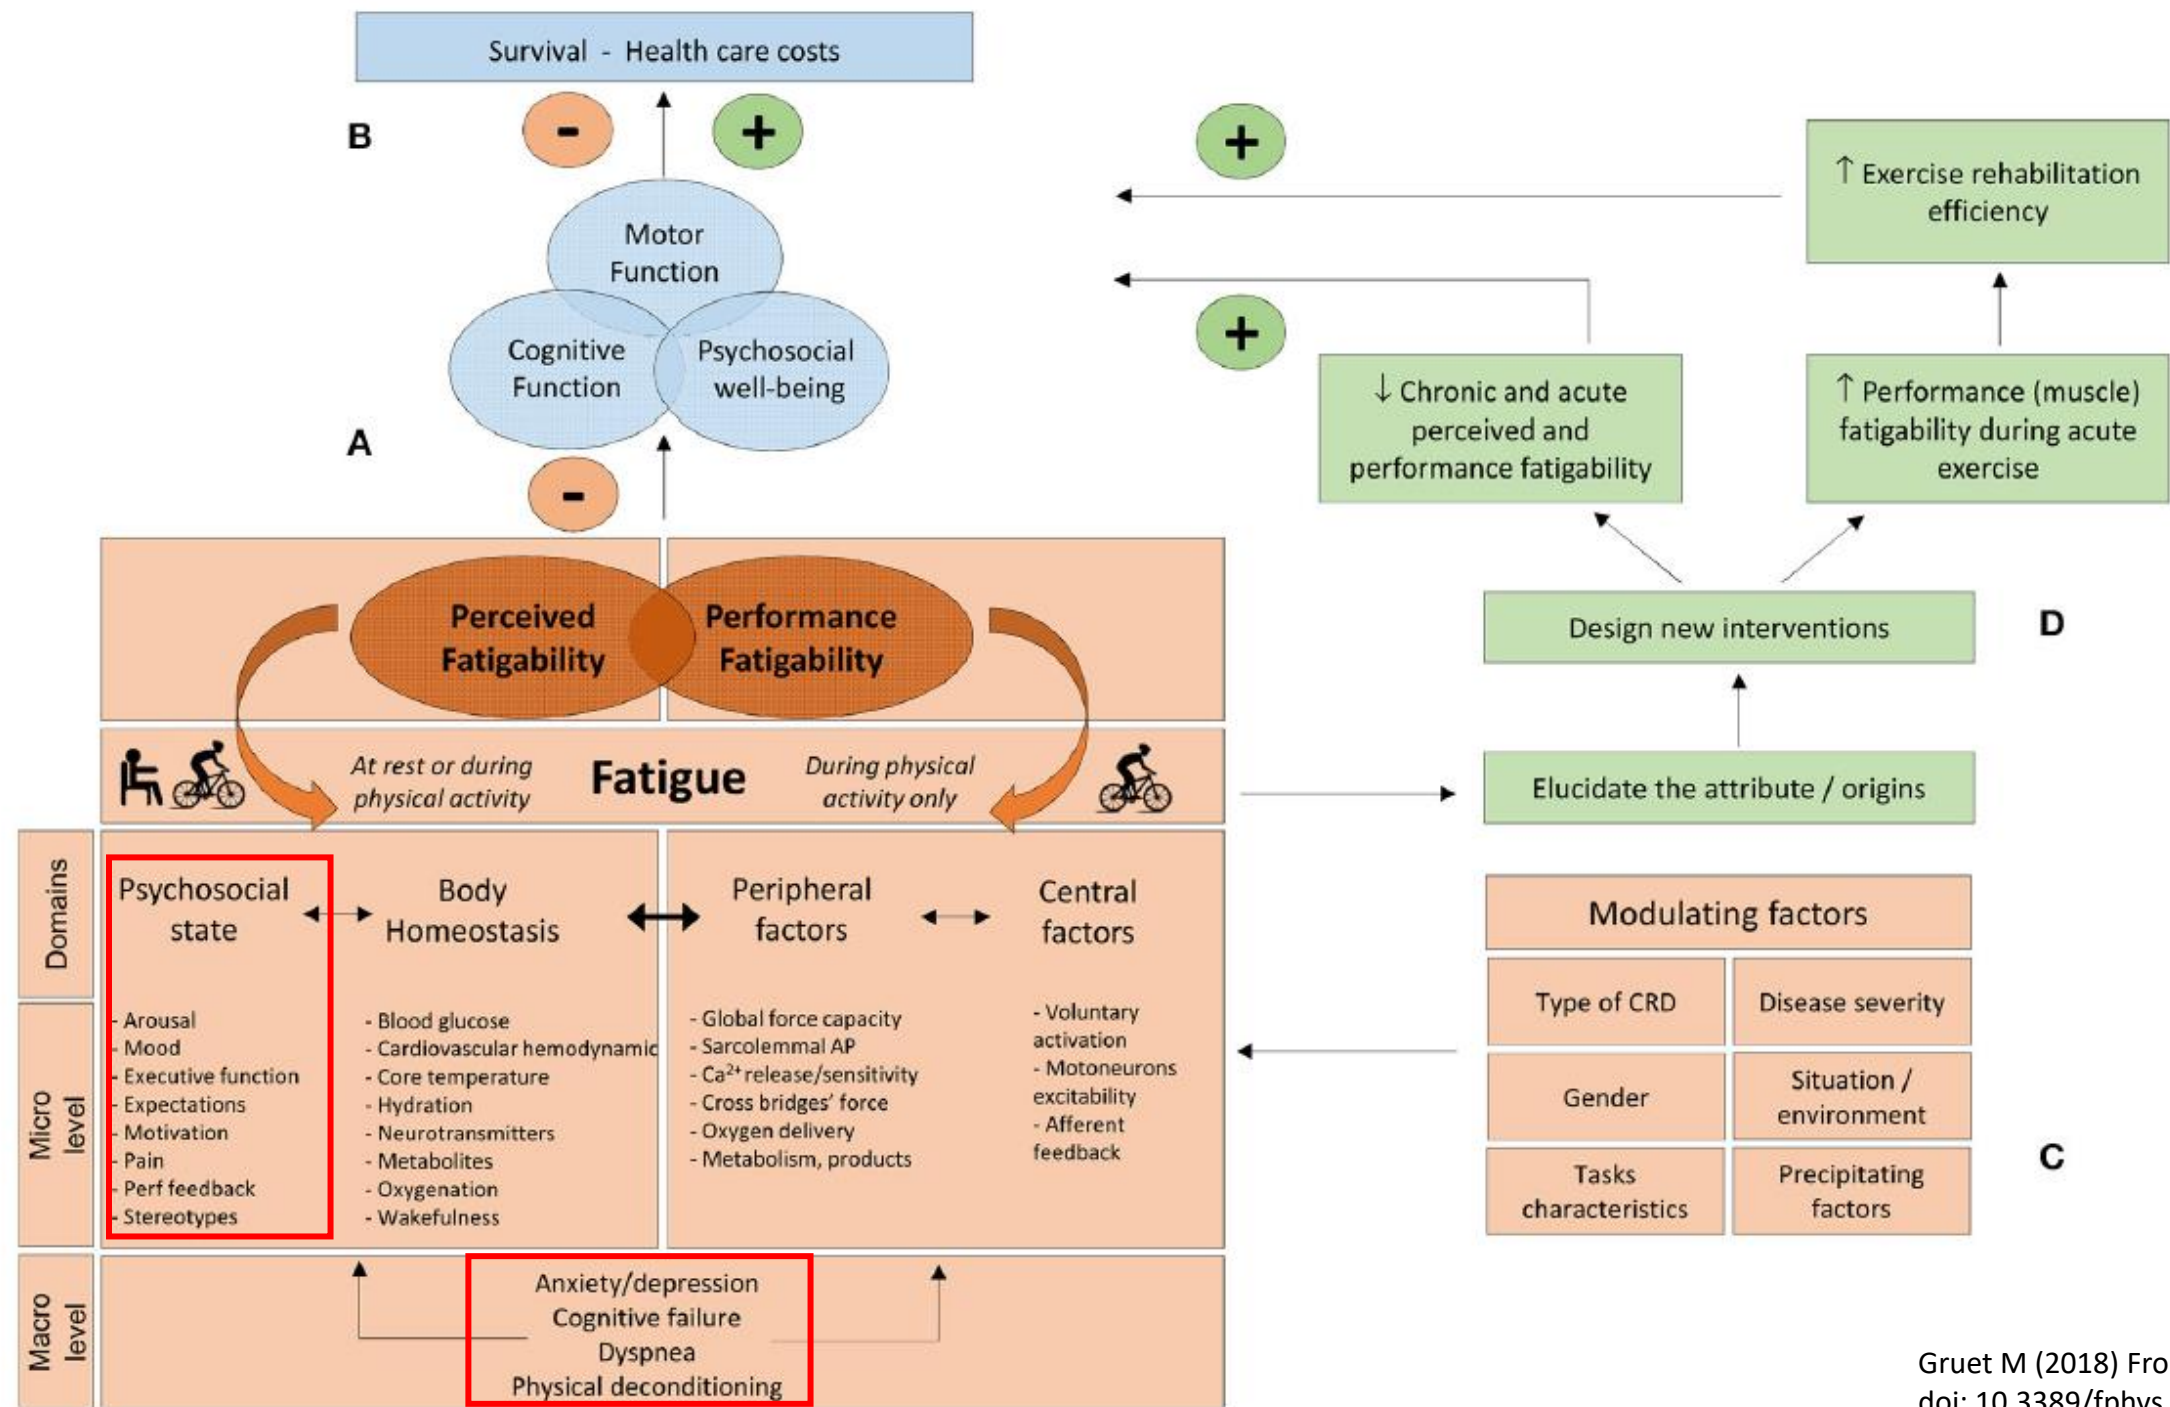 Survival - Health care costs
B
-
+
Motor
Function
Cognitive
Function
Psychosocial
well-being
A
-
Perceived
Fatigability
Performance
Fatigability
At rest or during
physical activity
Fatigue
During physical
activity only
Domains
Psychosocial
state
Body
Homeostasis
Peripheral
factors
Central
factors
Micro
level
- Arousal
- Mood
- Executive function
- Expectations
- Motivation
- Pain
- Perf feedback
- Stereotypes
- Blood glucose
- Cardiovascular hemodynamic
- Core temperature
- Hydration
- Neurotransmitters
- Metabolites
- Oxygenation
- Wakefulness
- Global force capacity
- Sarcolemmal AP
- Ca²⁺ release/sensitivity
- Cross bridges' force
- Oxygen delivery
- Metabolism, products
- Voluntary
activation
- Motoneurons
excitability
- Afferent
feedback
Macro
level
Anxiety/depression
Cognitive failure
Dyspnea
Physical deconditioning
+
↑ Exercise rehabilitation
efficiency
+
↓ Chronic and acute
perceived and
performance fatigability
↑ Performance (muscle)
fatigability during acute
exercise
Design new interventions
D
Elucidate the attribute / origins
Modulating factors
Type of CRD
Disease severity
Gender
Situation /
environment
C
Tasks
characteristics
Precipitating
factors
Gruet M (2018) Fro
doi: 10.3389/fphys